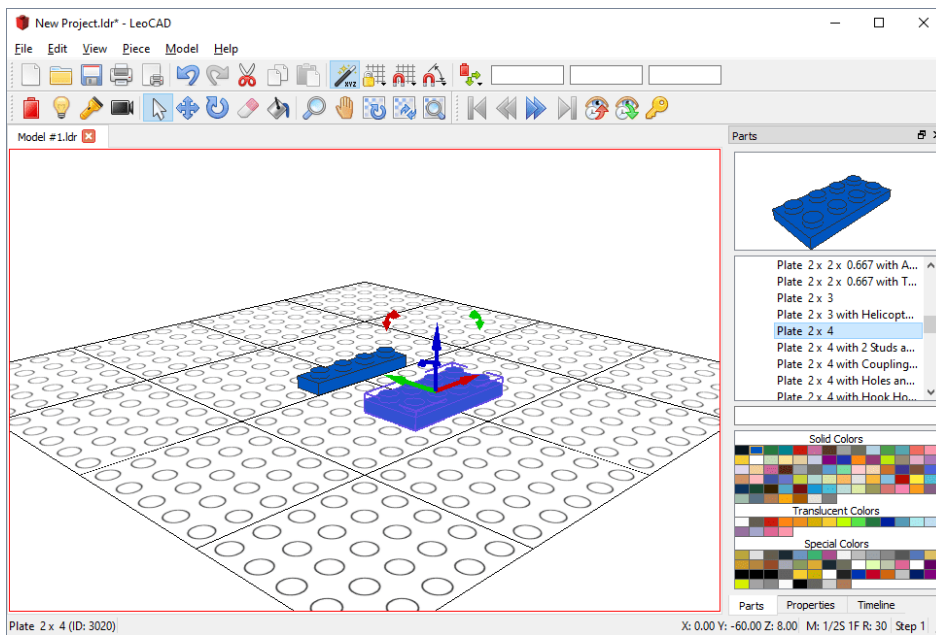 New Project.ldr* - LeoCAD
File Edit View Piece Model Help
XYZ
Model #1.ldr
Parts
Plate 2 x 2 x 0.667 with A...
Plate 2 x 2 x 0.667 with T...
Plate 2 x 3
Plate 2 x 3 with Helicopt...
Plate 2 x 4
Plate 2 x 4 with 2 Studs a...
Plate 2 x 4 with Coupling...
Plate 2 x 4 with Holes an...
Plate 2 x 4 with Hook Ho...
Solid Colors
Translucent Colors
Special Colors
Parts Properties Timeline
Plate 2 x 4 (ID: 3020)
X: 0.00 Y: -60.00 Z: 8.00 M: 1/2S 1F R: 30 Step 1